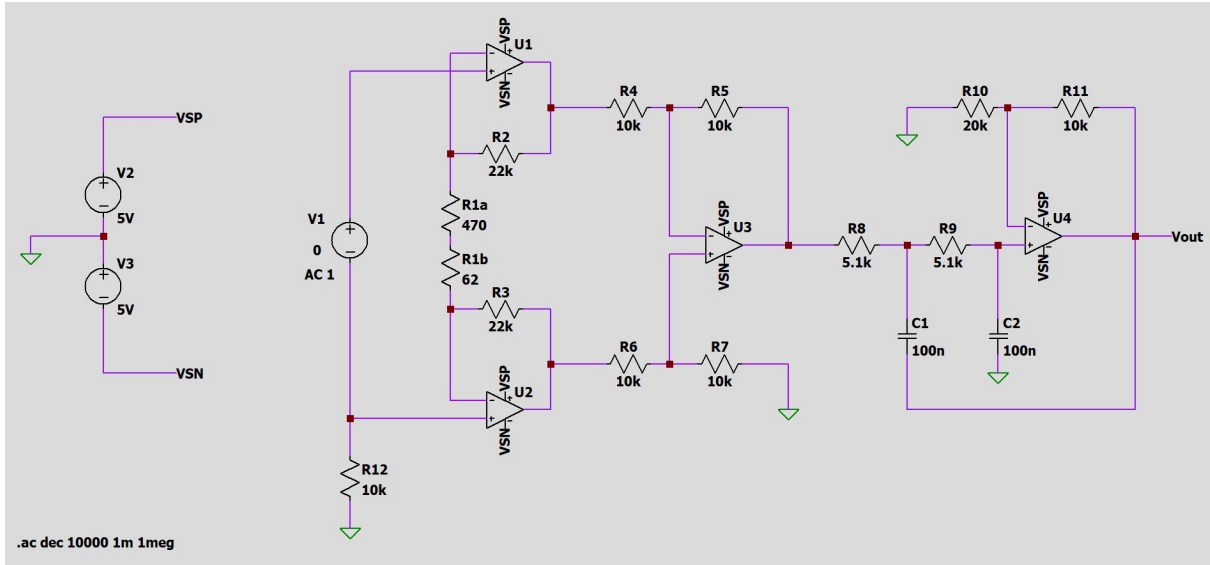 VSP
V2
5V
V3
5V
VSN
V1
0
AC 1
R12
10k
VSP
U1
VSN
R2
22k
R1a
470
R1b
62
R3
22k
VSP
U2
VSN
R4
10k
R5
10k
VSP
U3
VSN
R6
10k
R7
10k
R8
5.1k
R9
5.1k
C1
100n
C2
100n
R10
20k
R11
10k
VSP
U4
VSN
Vout
.ac dec 10000 1m 1meg